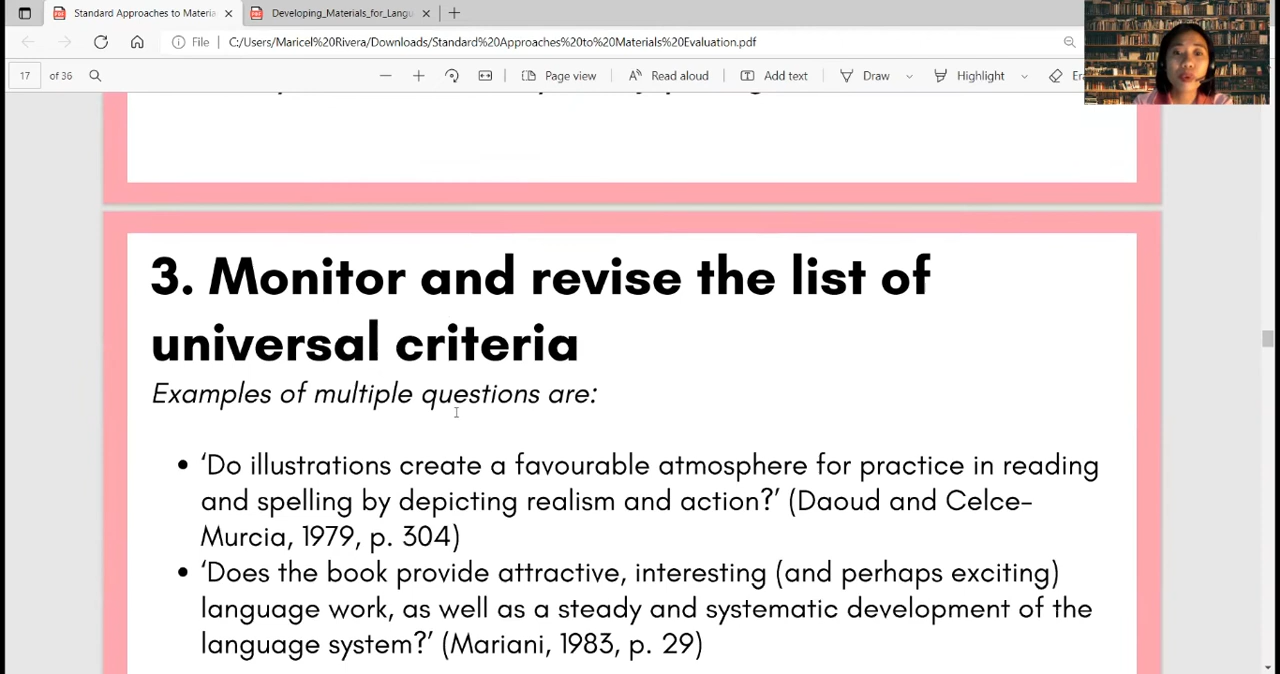 Standard Approaches to Materia
Developing_Materials_for_Langu
File
C:/Users/Maricel%20Rivera/Downloads/Standard%20Approaches%20to%20Materials%20Evaluation.pdf
17
of 36
Page view
Read aloud
Add text
Draw
Highlight
3. Monitor and revise the list of
universal criteria
Examples of multiple questions are:
• 'Do illustrations create a favourable atmosphere for practice in reading
and spelling by depicting realism and action?' (Daoud and Celce-
Murcia, 1979, p. 304)
• 'Does the book provide attractive, interesting (and perhaps exciting)
language work, as well as a steady and systematic development of the
language system?' (Mariani, 1983, p. 29)